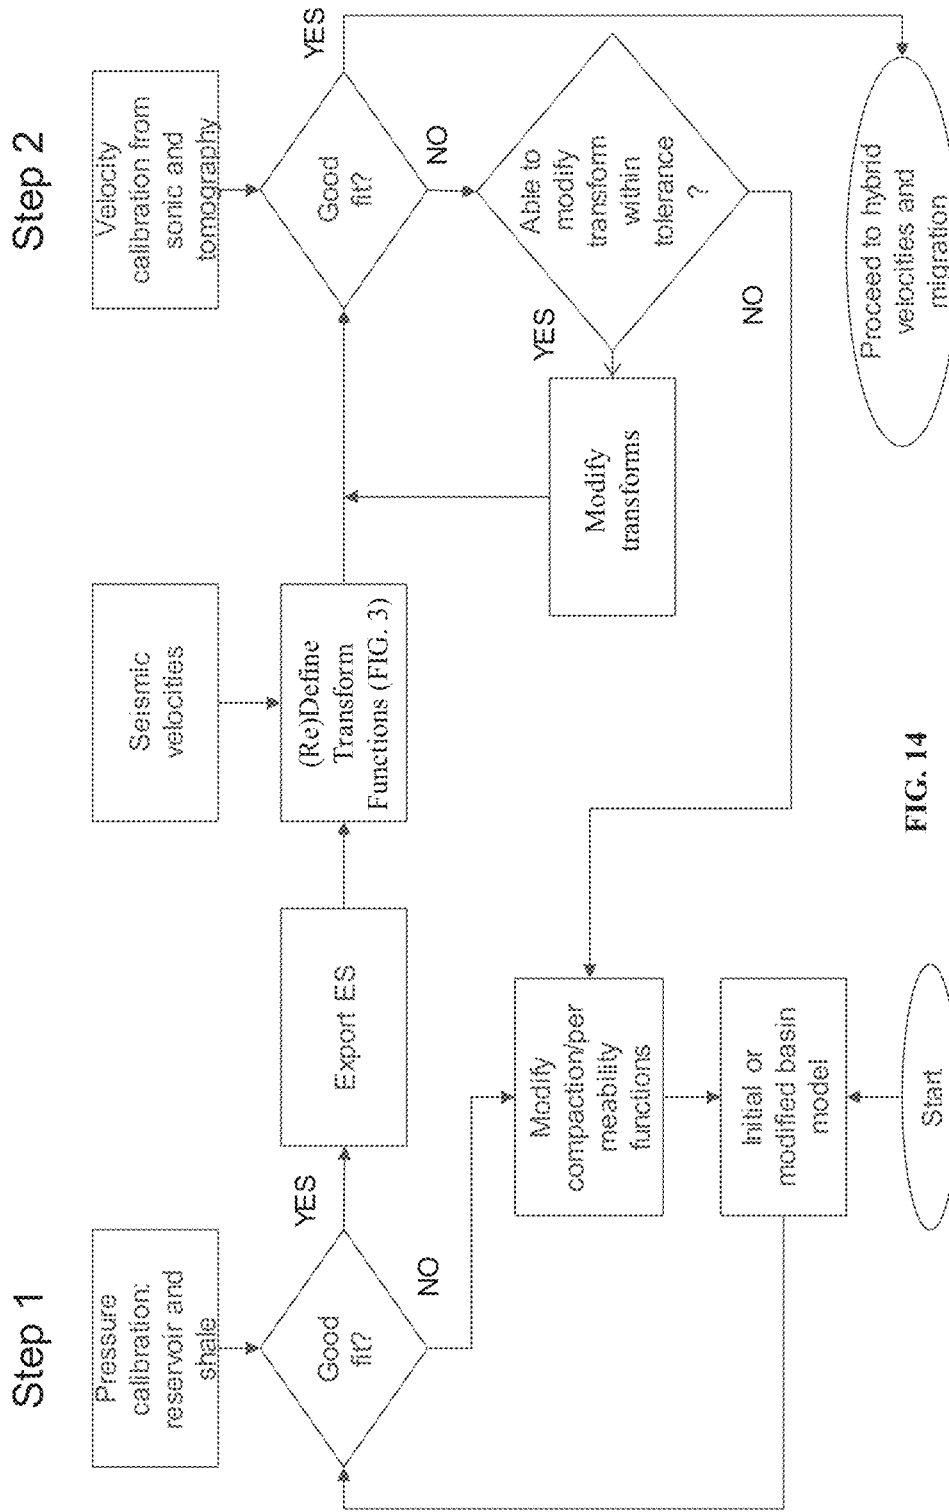 Step 1
Step 2
Pressure
calibration:
reservoir and
shale
Good
fit?
YES
NO
Export ES
Modify
compaction/per
meability
functions
Initial or
modified basin
model
Start
Seismic
velocities
(Re)Define
Transform
Functions (FIG. 3)
Velocity
calibration from
sonic and
tomography
Good
fit?
YES
NO
Able to
modify
transform
within
tolerance
?
YES
NO
Modify
transforms
Proceed to hybrid
velocities and
migration
FIG. 14